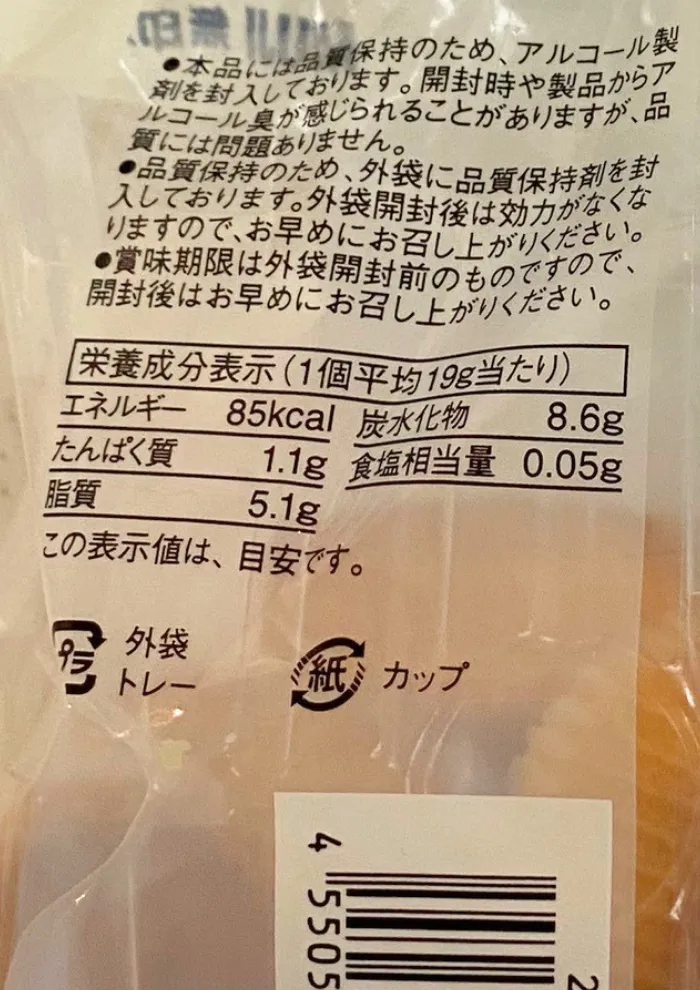 ●本品には品質保持のため、アルコール製
剤を封入しております。開封時や製品からア
ルコール臭が感じられることがありますが、品
質には問題ありません。
●品質保持のため、外袋に品質保持剤を封
入しております。外袋開封後は効力がなくな
りますので、お早めにお召し上がりください。
●賞味期限は外袋開封前のものですので、
開封後はお早めにお召し上がりください。
栄養成分表示(1個平均19g当たり)
エネルギー 85kcal 炭水化物 8.6g
たんぱく質 1.1g 食塩相当量 0.05g
脂質 5.1g
この表示値は、目安です。
プラ 外袋
トレー
紙 カップ
4 5505
2